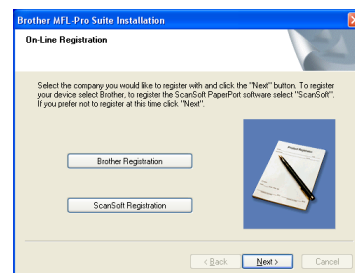 Brother MFL-Pro Suite Installation
On-Line Registration
Select the company you would like to register with and click the "Next" button. To register
your device select Brother, to register the ScanSoft PaperPort software select "ScanSoft".
If you prefer not to register at this time click "Next".
Brother Registration
ScanSoft Registration
< Back
Next >
Cancel